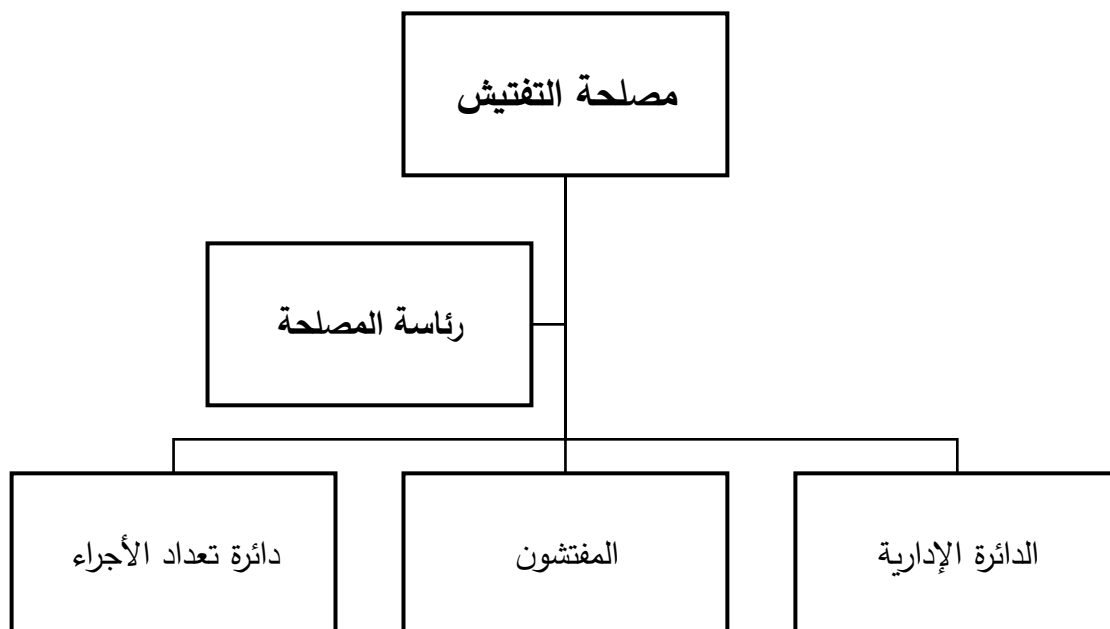 مصلحة التفتيش
رئاسة المصلحة
الدائرة الإدارية
المفتشون
دائرة تعداد الأجراء